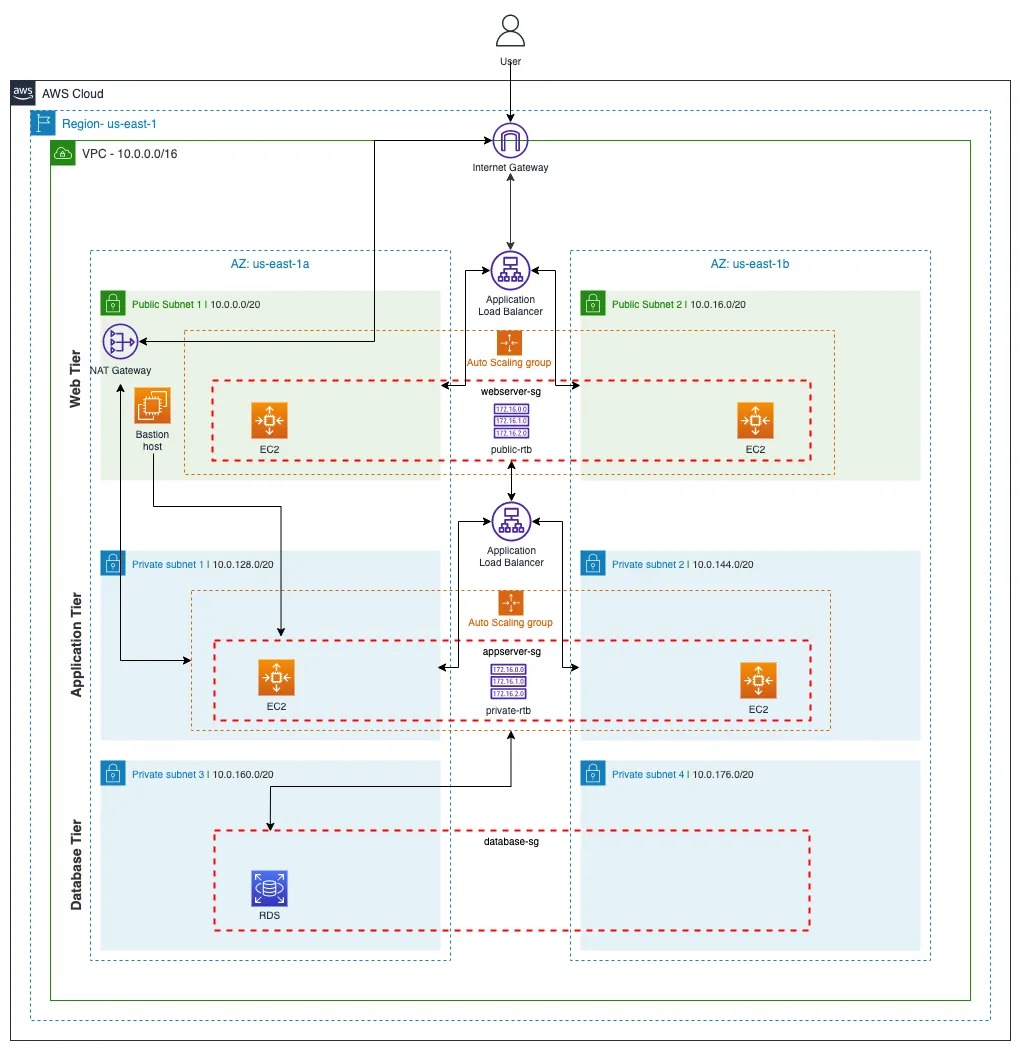 User
aws
AWS Cloud
Region- us-east-1
VPC - 10.0.0.0/16
Internet Gateway
AZ: us-east-1a
AZ: us-east-1b
Application
Load Balancer
Public Subnet 1 | 10.0.0.0/20
Public Subnet 2 | 10.0.16.0/20
NAT Gateway
Auto Scaling group
Web Tier
webserver-sg
172.16.0.0
172.16.1.0
172.16.2.0
Bastion
host
EC2
public-rtb
EC2
Application
Load Balancer
Private subnet 1 | 10.0.128.0/20
Private subnet 2 | 10.0.144.0/20
Auto Scaling group
Application Tier
appserver-sg
172.16.0.0
172.16.1.0
172.16.2.0
EC2
private-rtb
EC2
Private subnet 3 | 10.0.160.0/20
Private subnet 4 | 10.0.176.0/20
Database Tier
database-sg
RDS